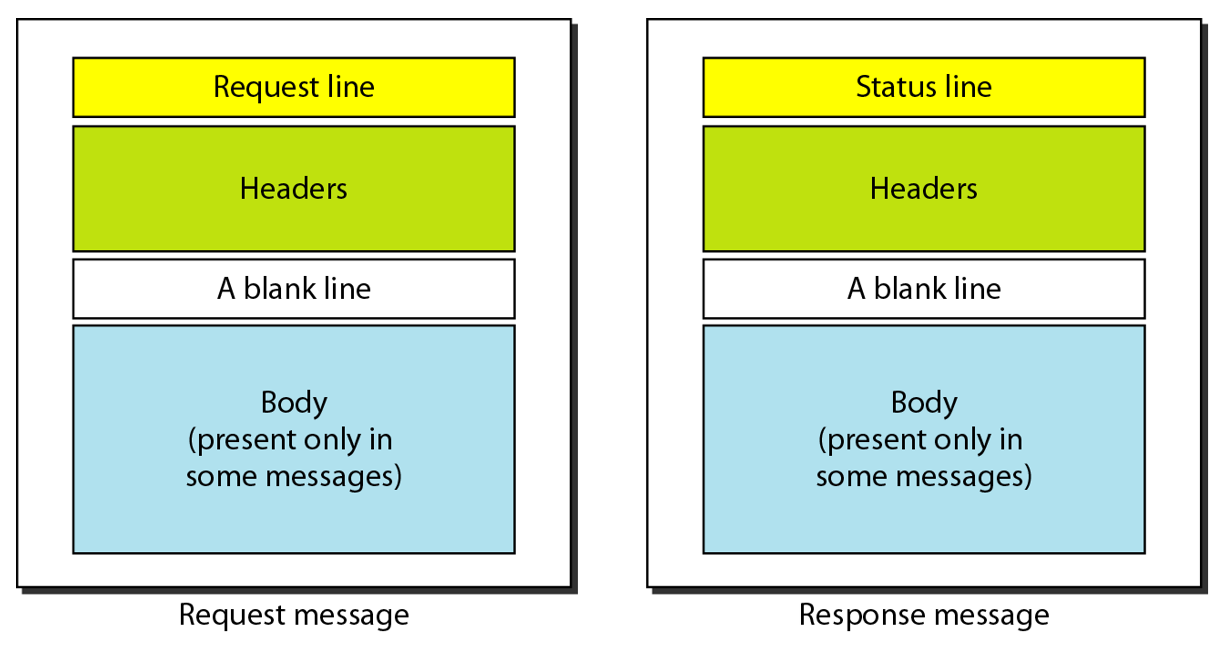 Request line
Headers
A blank line
Body
(present only in
some messages)
Request message
Status line
Headers
A blank line
Body
(present only in
some messages)
Response message